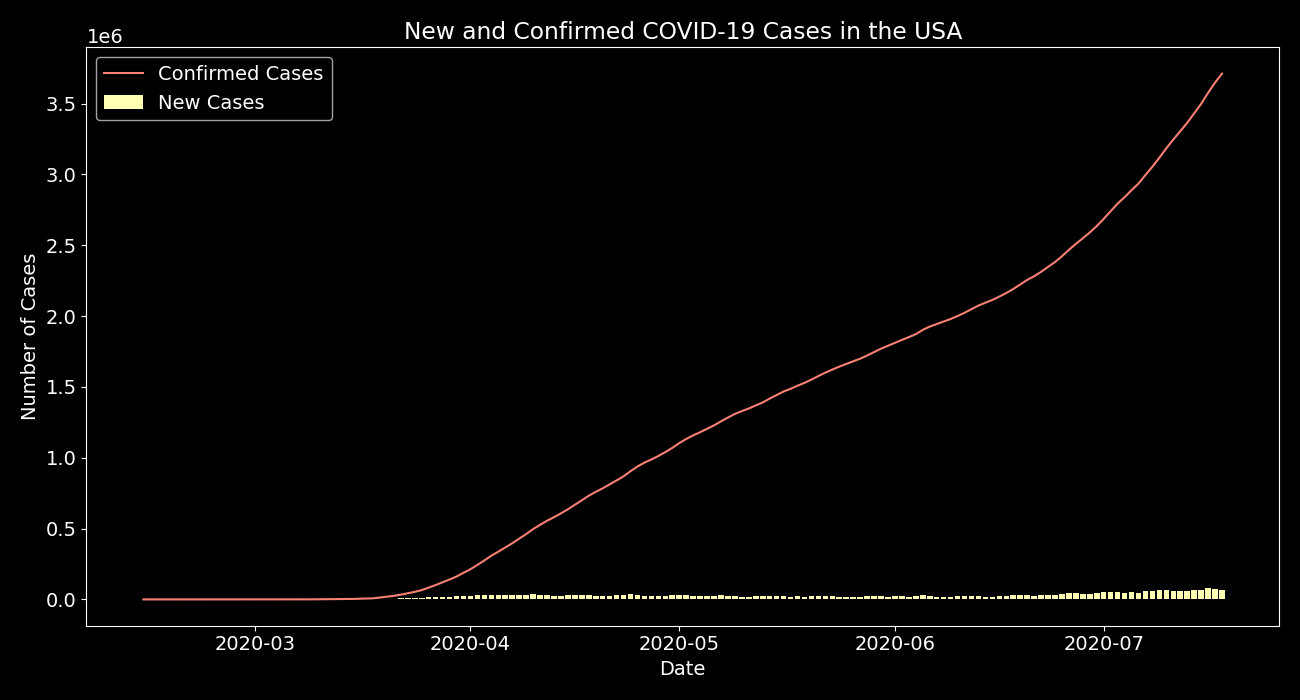 New and Confirmed COVID-19 Cases in the USA
1e6
Confirmed Cases
New Cases
3.5
3.0
2.5
2.0
1.5
1.0
0.5
0.0
Number of Cases
2020-03
2020-04
2020-05
2020-06
2020-07
Date